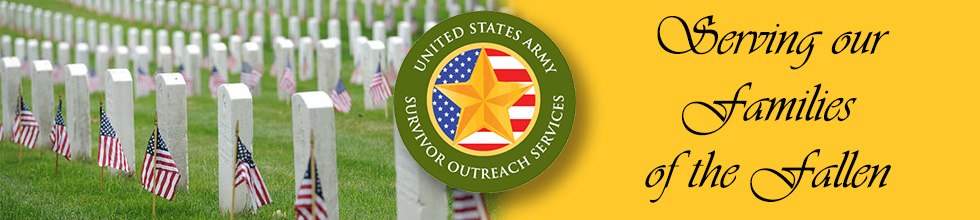 UNITED STATES ARMY
SURVIVOR OUTREACH SERVICES
Serving our
Families
of the Fallen